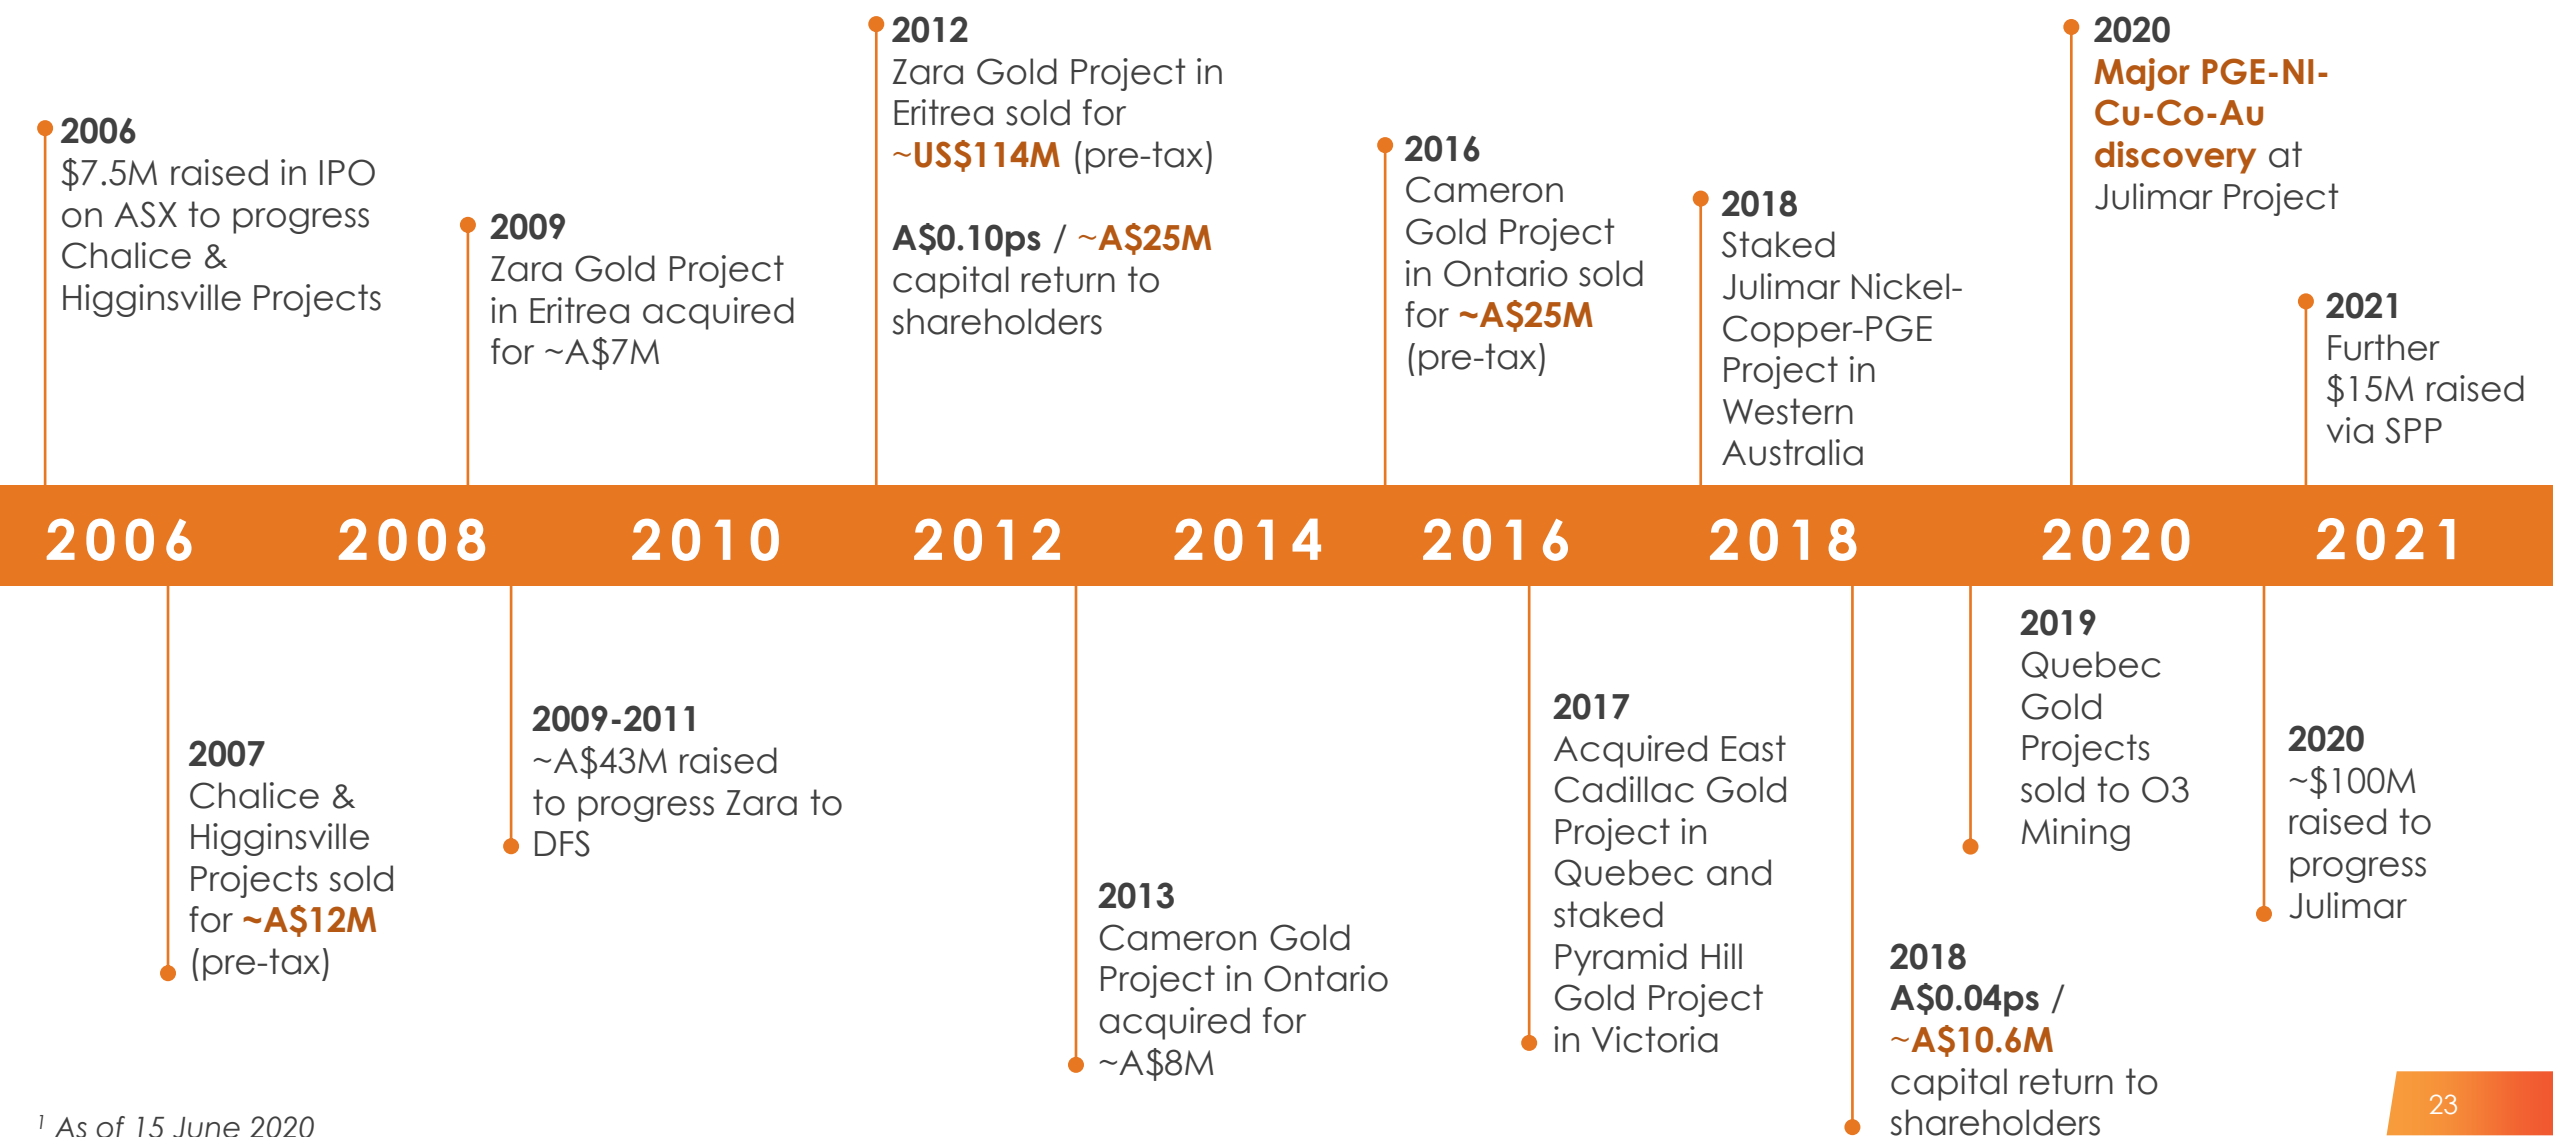 2006
$7.5M raised in IPO
on ASX to progress
Chalice &
Higginsville Projects
2009
Zara Gold Project
in Eritrea acquired
for ~A$7M
2012
Zara Gold Project in
Eritrea sold for
~US$114M (pre-tax)
A$0.10ps / ~A$25M
capital return to
shareholders
2016
Cameron
Gold Project
in Ontario sold
for ~A$25M
(pre-tax)
2018
Staked
Julimar Nickel-
Copper-PGE
Project in
Western
Australia
2020
Major PGE-NI-
Cu-Co-Au
discovery at
Julimar Project
2021
Further
$15M raised
via SPP
2006 2008 2010 2012 2014 2016 2018 2020 2021
2007
Chalice &
Higginsville
Projects sold
for ~A$12M
(pre-tax)
2009-2011
~A$43M raised
to progress Zara to
DFS
2013
Cameron Gold
Project in Ontario
acquired for
~A$8M
2017
Acquired East
Cadillac Gold
Project in
Quebec and
staked
Pyramid Hill
Gold Project
in Victoria
2018
A$0.04ps /
~A$10.6M
capital return to
shareholders
2019
Quebec
Gold
Projects
sold to O3
Mining
2020
~$100M
raised to
progress
Julimar
1 As of 15 June 2020
23